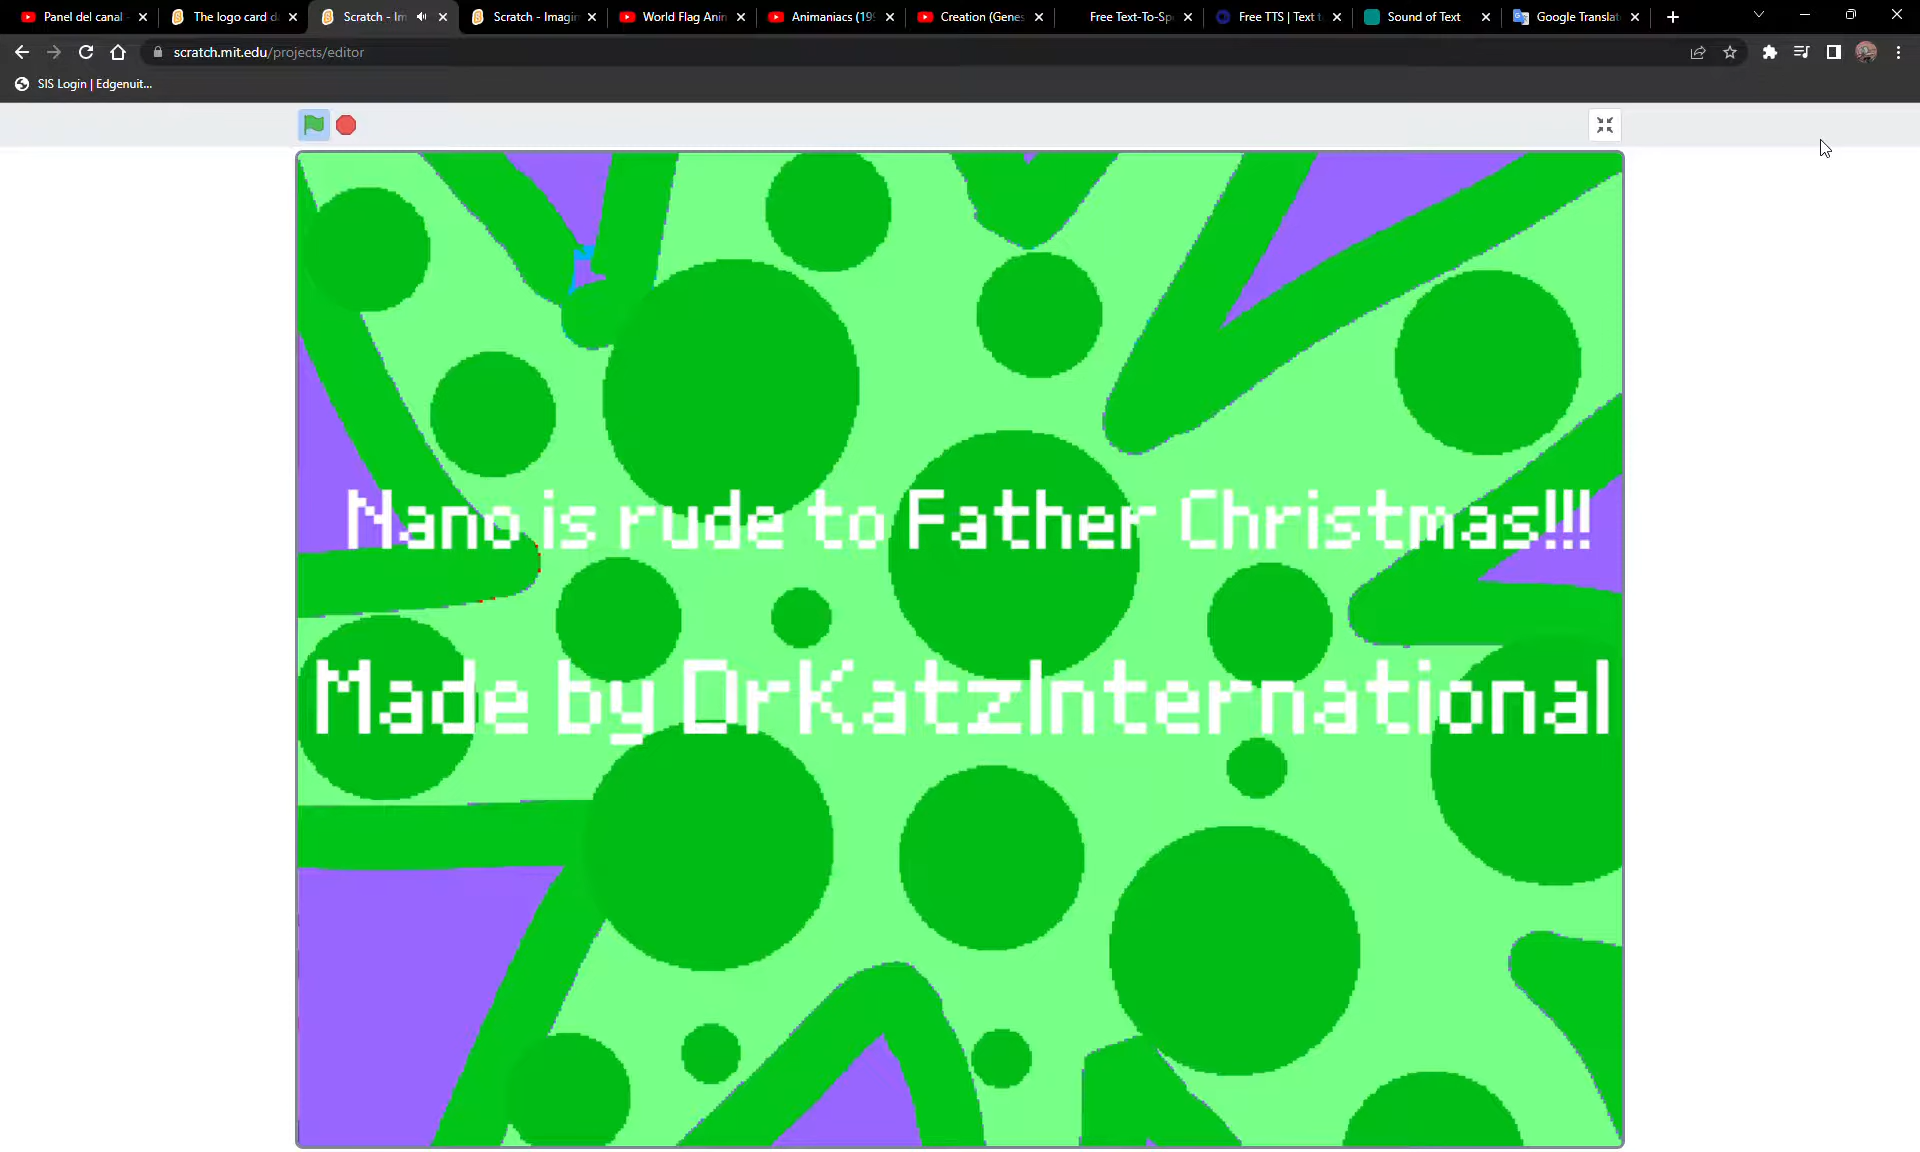 Panel del canal
The logo card d
Scratch - Im
Scratch - Imagin
World Flag Anim
Animaniacs (199
Creation (Genes
Free Text-To-Sp
Free TTS | Text t
Sound of Text
Google Translat
scratch.mit.edu/projects/editor
SIS Login | Edgenuit...
Nano is rude to Father Christmas!!!
Made by DrKatzInternational